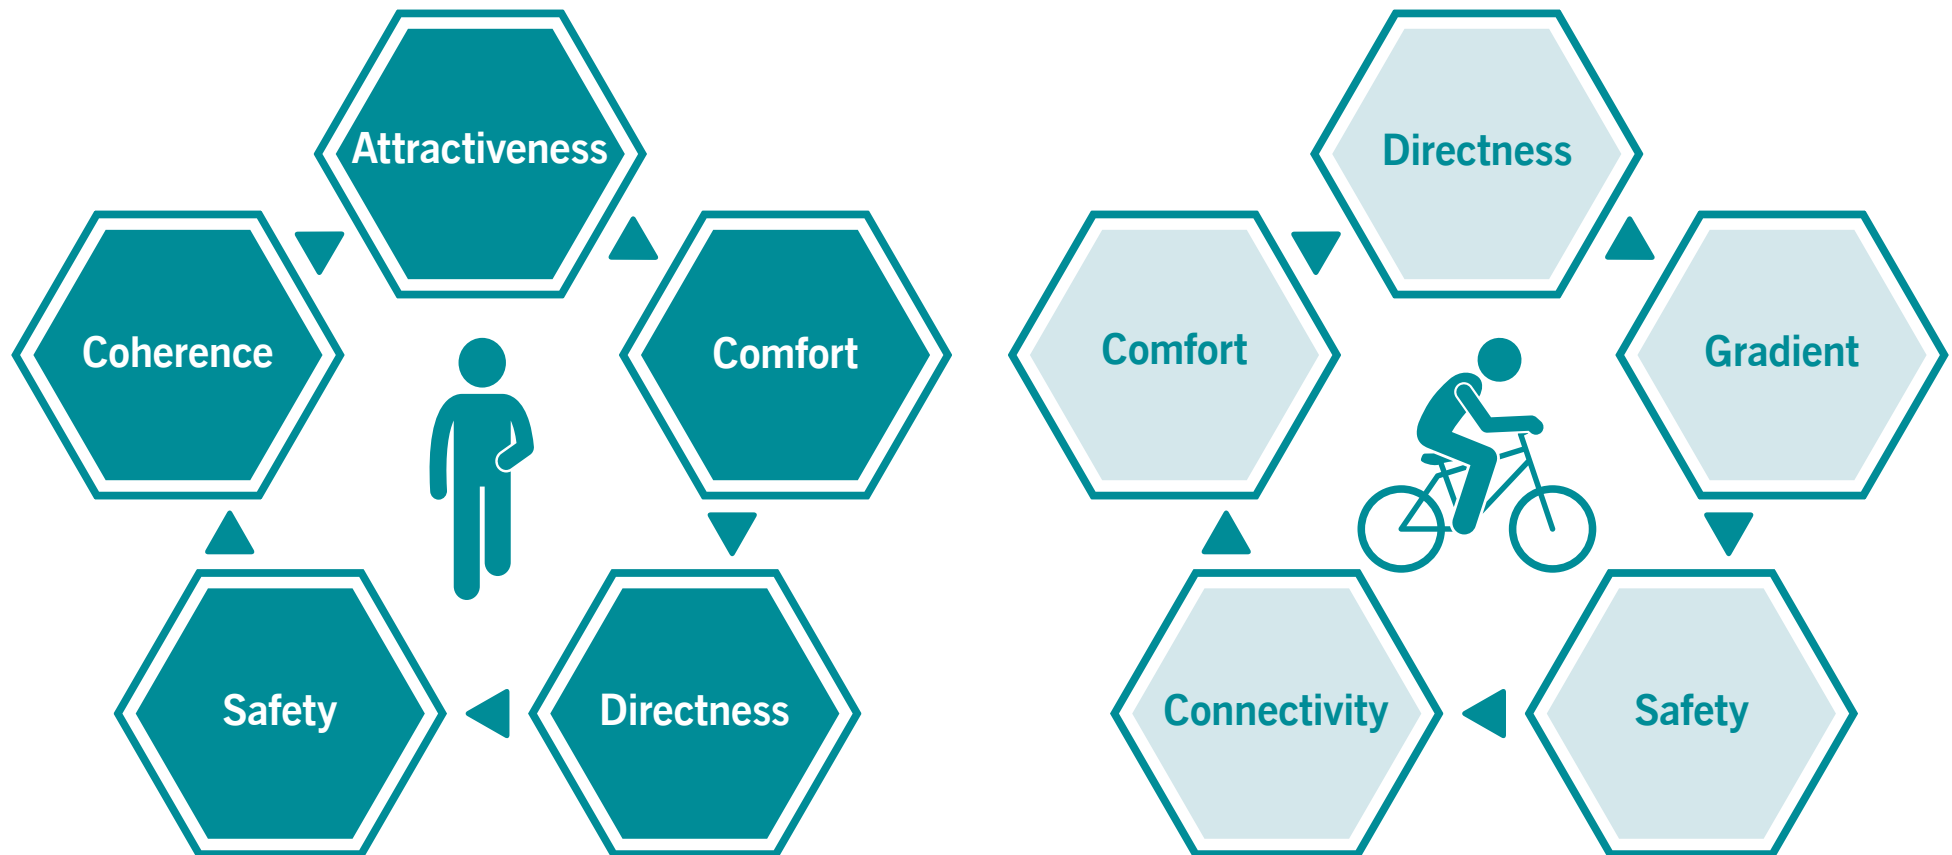 Attractiveness
Coherence
Comfort
Safety
Directness
Directness
Comfort
Gradient
Connectivity
Safety